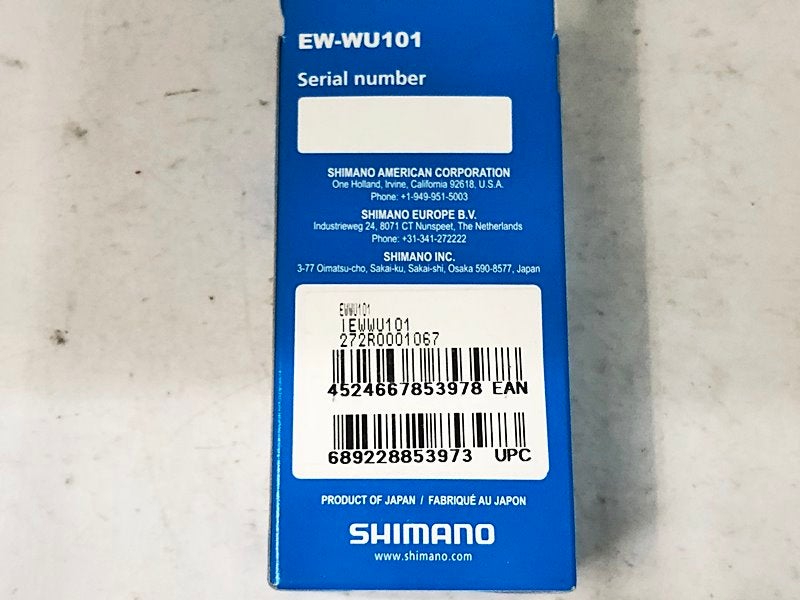 EW-WU101
Serial number
SHIMANO AMERICAN CORPORATION
One Holland, Irvine, California 92618, U.S.A.
Phone: +1-949-951-5003
SHIMANO EUROPE B.V.
Industrieweg 24, 8071 CT Nunspeet, The Netherlands
Phone: +31-341-272222
SHIMANO INC.
3-77 Oimatsu-cho, Sakai-ku, Sakai-shi, Osaka 590-8577, Japan
EWWU101
IEWWU101
272R0001067
4524667853978 EAN
689228853973 UPC
PRODUCT OF JAPAN / FABRIQUÉ AU JAPON
SHIMANO
www.shimano.com